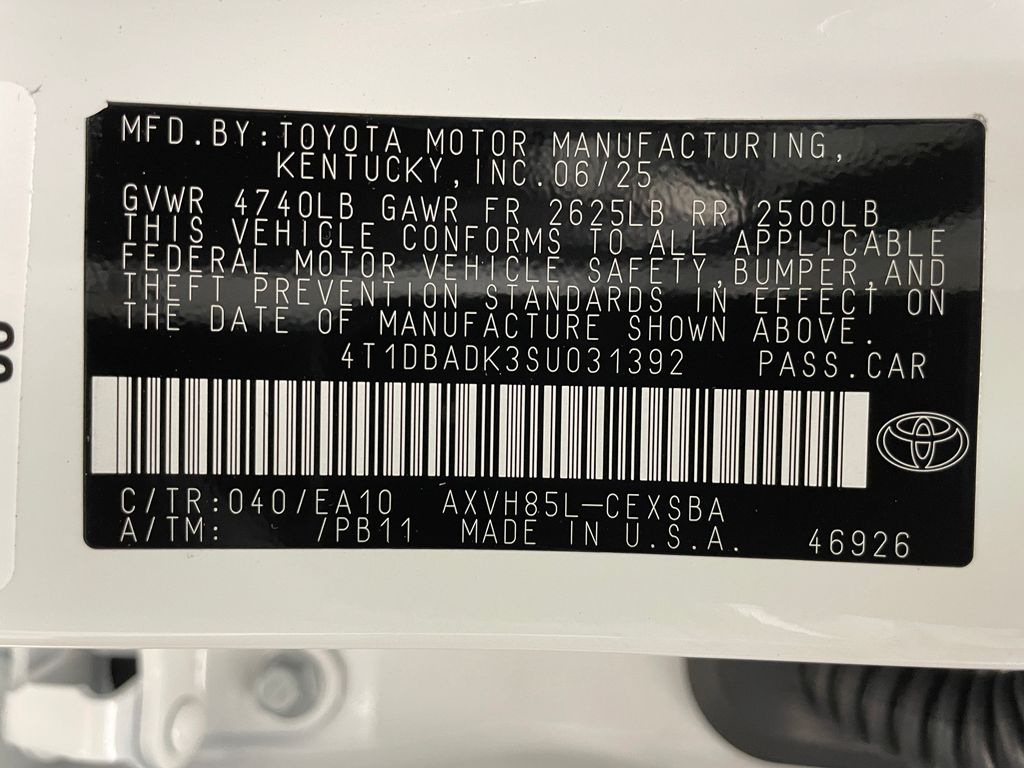 MFD.BY:TOYOTA MOTOR MANUFACTURING,
KENTUCKY,INC.06/25
GVWR 4740LB GAWR FR 2625LB RR 2500LB
THIS VEHICLE CONFORMS TO ALL APPLICABLE
FEDERAL MOTOR VEHICLE SAFETY,BUMPER,AND
THEFT PREVENTION STANDARDS IN EFFECT ON
THE DATE OF MANUFACTURE SHOWN ABOVE.
4T1DBADK3SU031392 PASS.CAR
C/TR:040/EA10 AXVH85L-CEXSBA
A/TM: /PB11 MADE IN U.S.A. 46926